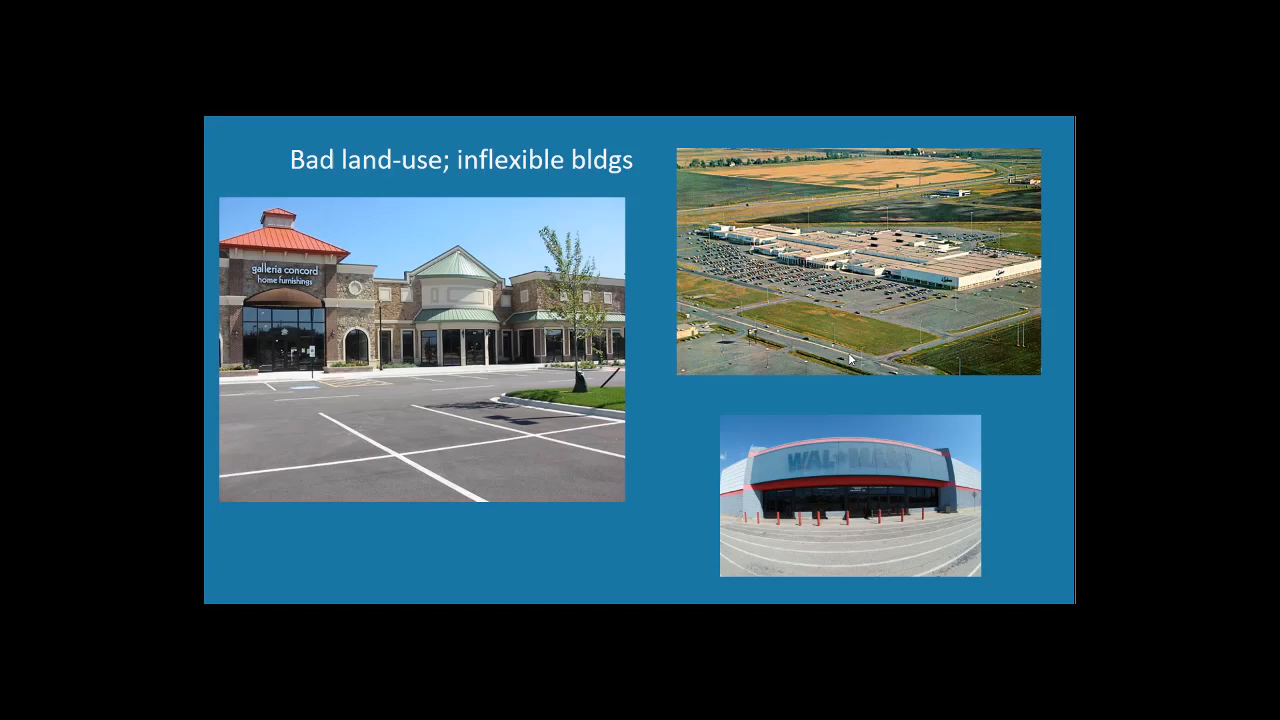 Bad land-use; inflexible bldgs
galleria concord
home furnishings
WAL★MART